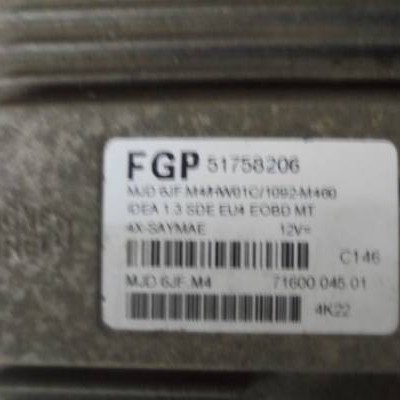 FGP 51758206
MJD 6JF.M4 HW01C/1092-M460
IDEA 1.3 SDE EU4 EOBD MT
4X-SAYMAE 12V=
C146
MJD 6JF.M4 71600.045.01
4K22